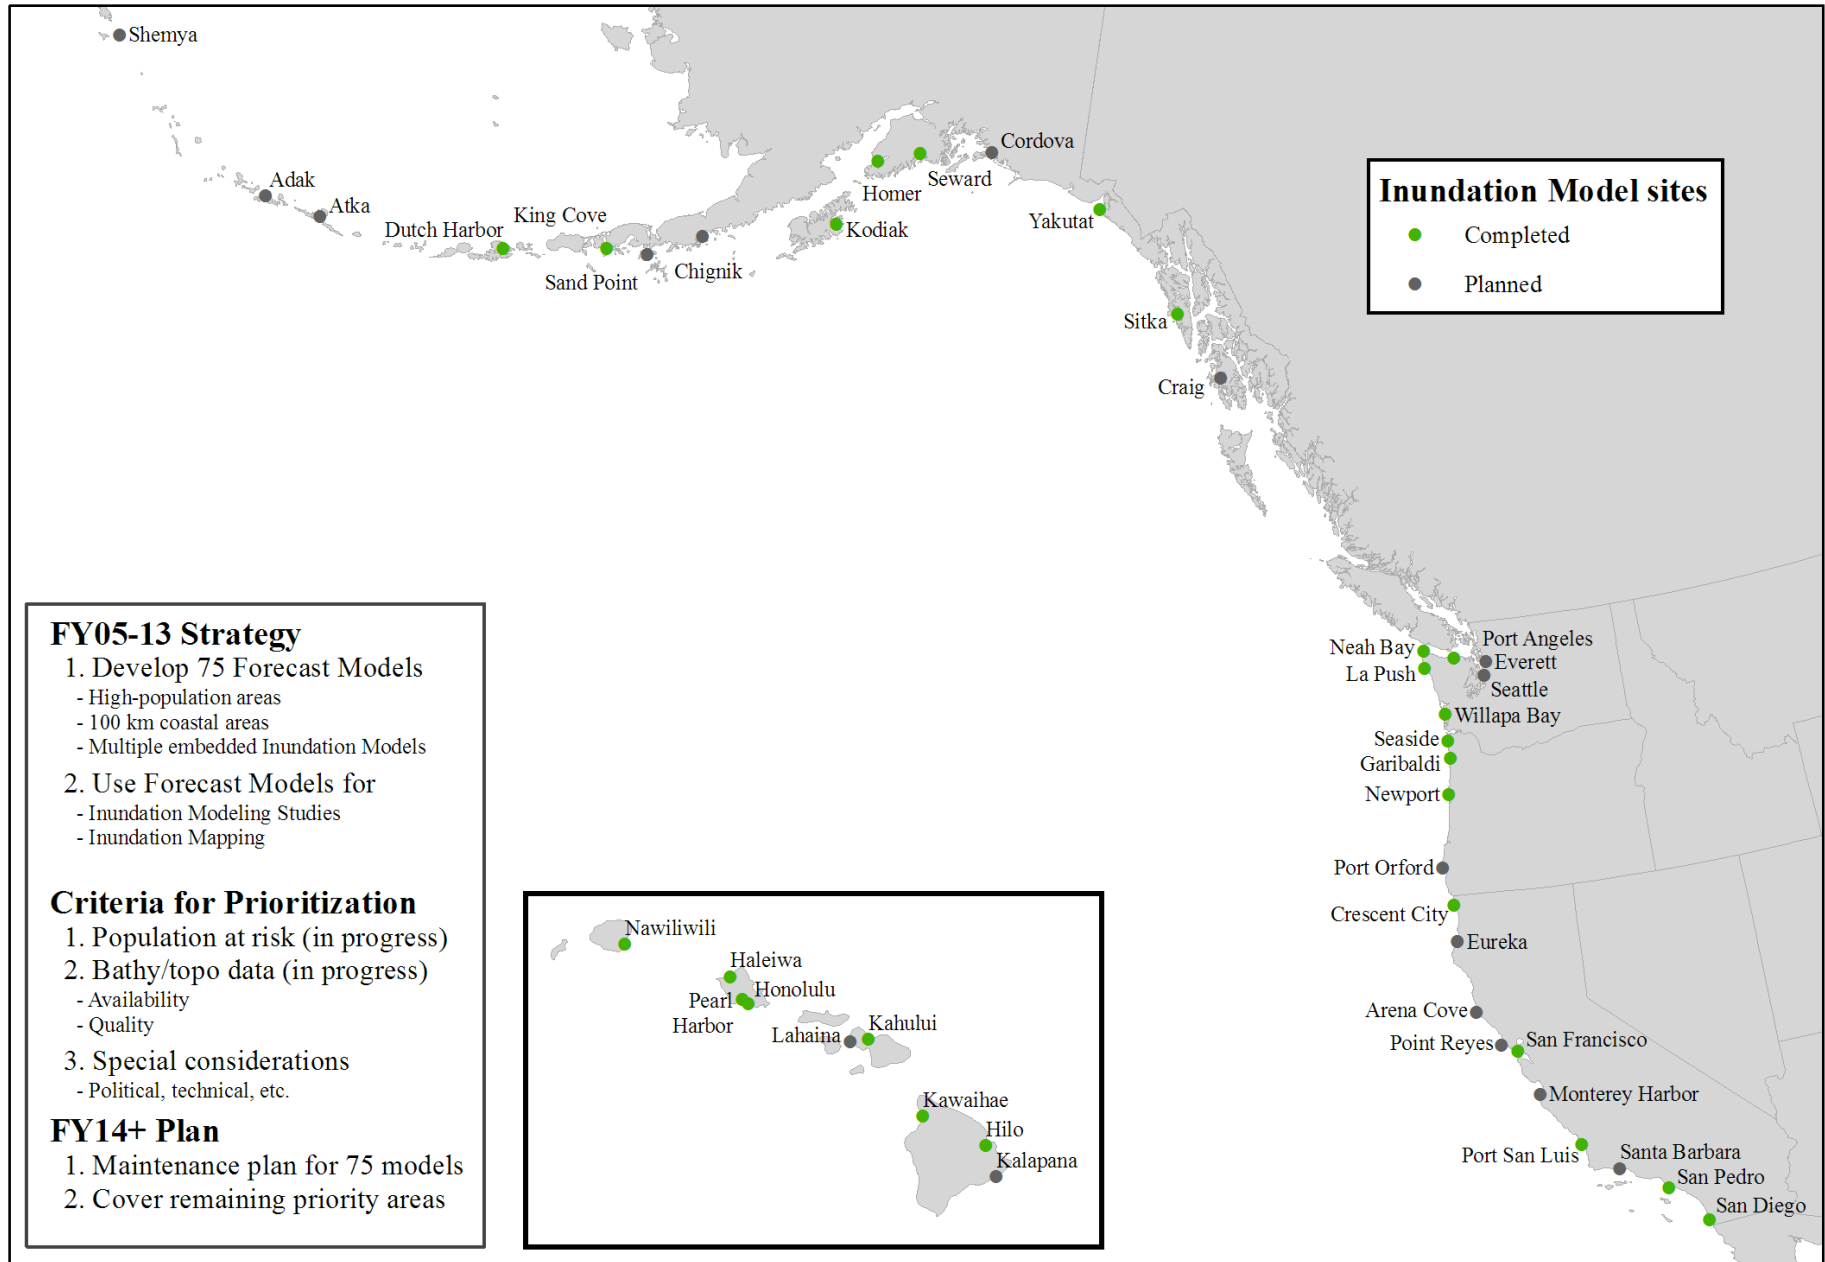 Shemya
Cordova
Adak
Atka
Homer
Seward
Dutch Harbor
King Cove
Kodiak
Yakutat
Sand Point
Chignik
Sitka
Craig
Inundation Model sites
Completed
Planned
Neah Bay
Port Angeles
Everett
La Push
Seattle
Willapa Bay
Seaside
Garibaldi
Newport
Port Orford
Crescent City
Eureka
Arena Cove
Point Reyes
San Francisco
Monterey Harbor
Port San Luis
Santa Barbara
San Pedro
San Diego
FY05-13 Strategy
1. Develop 75 Forecast Models
- High-population areas
- 100 km coastal areas
- Multiple embedded Inundation Models
2. Use Forecast Models for
- Inundation Modeling Studies
- Inundation Mapping
Criteria for Prioritization
1. Population at risk (in progress)
2. Bathy/topo data (in progress)
- Availability
- Quality
3. Special considerations
- Political, technical, etc.
FY14+ Plan
1. Maintenance plan for 75 models
2. Cover remaining priority areas
Nawiliwili
Haleiwa
Honolulu
Pearl
Harbor
Lahaina
Kahului
Kawaihae
Hilo
Kalapana